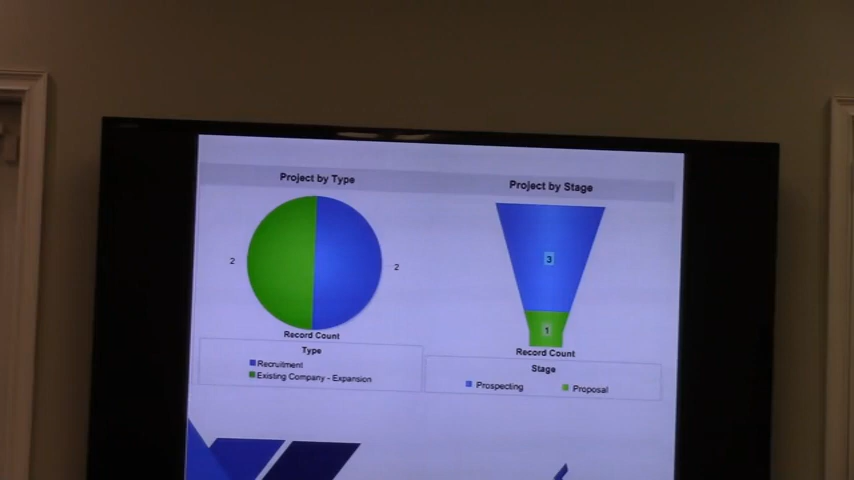 Project by Type
2
2
Record Count
Type
Recruitment
Existing Company - Expansion
Project by Stage
3
1
Record Count
Stage
Prospecting
Proposal